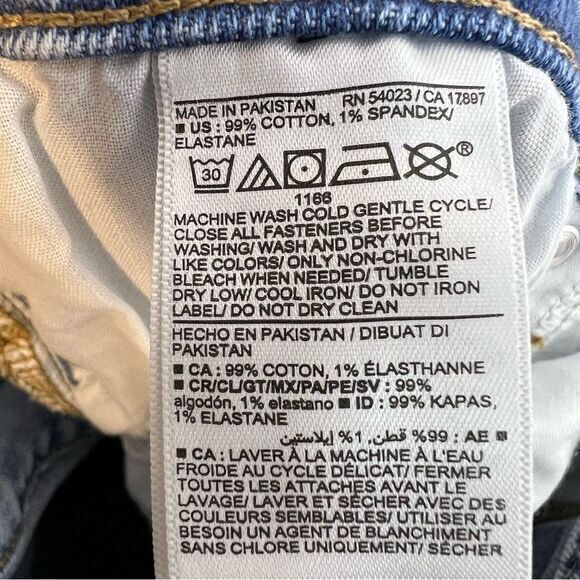 MADE IN PAKISTAN RN 54023 / CA 17897
■ US : 99% COTTON, 1% SPANDEX/
ELASTANE
30 ®
1166
MACHINE WASH COLD GENTLE CYCLE/
CLOSE ALL FASTENERS BEFORE
WASHING/ WASH AND DRY WITH
LIKE COLORS/ ONLY NON-CHLORINE
BLEACH WHEN NEEDED/ TUMBLE
DRY LOW/ COOL IRON/ DO NOT IRON
LABEL/ DO NOT DRY CLEAN
HECHO EN PAKISTÁN / DIBUAT DI
PAKISTAN
■ CA : 99% COTON, 1% ÉLASTHANNE
■ CR/CL/GT/MX/PA/PE/SV : 99%
algodón, 1% elastano ■ ID : 99% KAPAS,
1% ELASTANE
■ AE : 99% قطن, 1% إيلاستين
■ CA : LAVER À LA MACHINE À L'EAU
FROIDE AU CYCLE DÉLICAT/ FERMER
TOUTES LES ATTACHES AVANT LE
LAVAGE/ LAVER ET SÉCHER AVEC DES
COULEURS SEMBLABLES/ UTILISER AU
BESOIN UN AGENT DE BLANCHIMENT
SANS CHLORE UNIQUEMENT/ SÉCHER